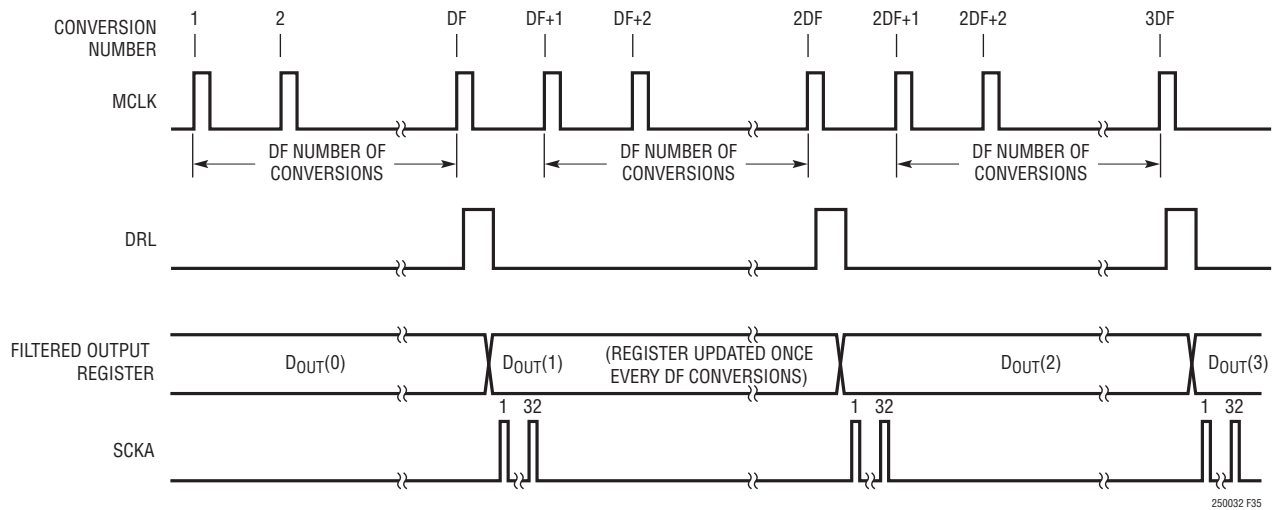 CONVERSION
NUMBER
1 2 DF DF+1 DF+2 2DF 2DF+1 2DF+2 3DF
MCLK
DF NUMBER OF
CONVERSIONS
DF NUMBER OF
CONVERSIONS
DF NUMBER OF
CONVERSIONS
DRL
FILTERED OUTPUT
REGISTER
DOUT(0)
DOUT(1)
(REGISTER UPDATED ONCE
EVERY DF CONVERSIONS)
DOUT(2)
DOUT(3)
1 32 1 32 1 32
SCKA
250032 F35